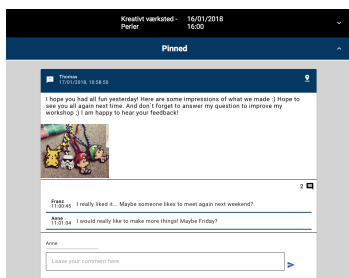 Kreativt værksted - Perler
16/01/2018 16:00
Pinned
Thomas
17/01/2018, 10:58:50
I hope you had all fun yesterday! Here are some impressions of what we made :) Hope to
see you all again next time. And don't forget to answer my question to improve my
workshop ;) I am happy to hear your feedback!
2
Franz
11:00:45 I really liked it... Maybe someone likes to meet again next weekend?
Anne
11:01:04 I would really like to make more things! Maybe Friday?
Anne
Leave your comment here